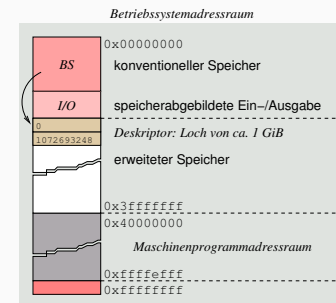 Betriebssystemadressraum
0x00000000
BS
konventioneller Speicher
I/O
speicherabgebildete Ein−/Ausgabe
0
Deskriptor: Loch von ca. 1 GiB
1072693248
erweiteter Speicher
0x3fffffff
0x40000000
Maschinenprogrammadressraum
0xffffefff
0xffffffff